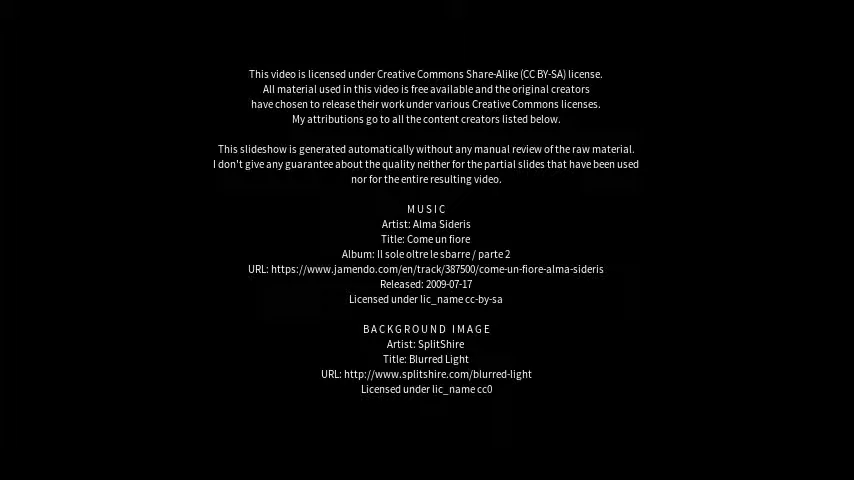 This video is licensed under Creative Commons Share-Alike (CC BY-SA) license.
All material used in this video is free available and the original creators
have chosen to release their work under various Creative Commons licenses.
My attributions go to all the content creators listed below.
This slideshow is generated automatically without any manual review of the raw material.
I don't give any guarantee about the quality neither for the partial slides that have been used
nor for the entire resulting video.
M U S I C
Artist: Alma Sideris
Title: Come un fiore
Album: Il sole oltre le sbarre / parte 2
URL: https://www.jamendo.com/en/track/387500/come-un-fiore-alma-sideris
Released: 2009-07-17
Licensed under lic_name cc-by-sa
B A C K G R O U N D   I M A G E
Artist: SplitShire
Title: Blurred Light
URL: http://www.splitshire.com/blurred-light
Licensed under lic_name cc0